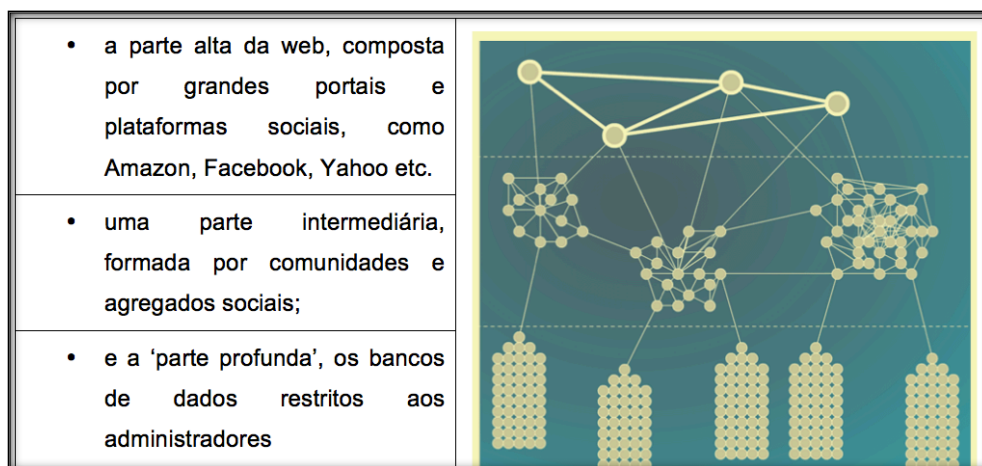 • a parte alta da web, composta
por grandes portais e
plataformas sociais, como
Amazon, Facebook, Yahoo etc.
• uma parte intermediária,
formada por comunidades e
agregados sociais;
• e a ‘parte profunda’, os bancos
de dados restritos aos
administradores